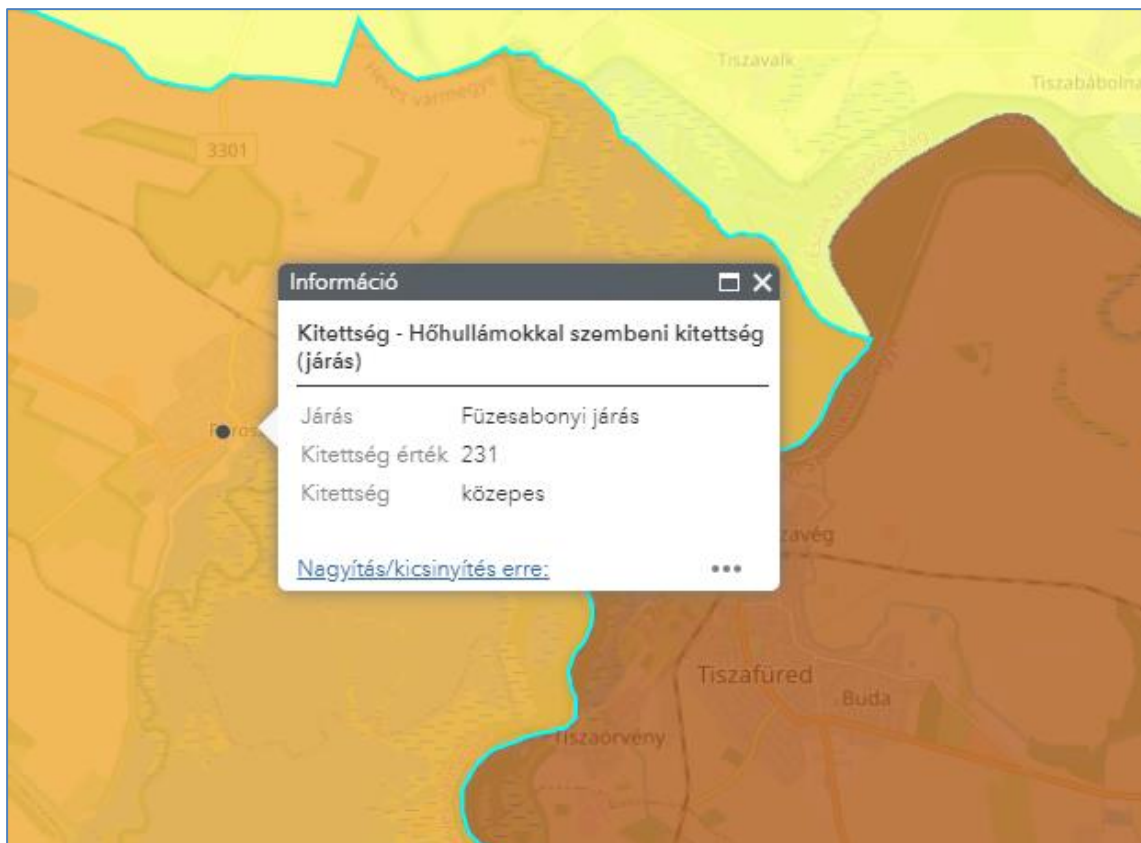 Tiszavalk
Tiszabábolna
Heves vármegye
3301
Információ
Kitettség - Hőhullámokkal szembeni kitettség
(járás)
Járás Füzesabonyi járás
Kitettség érték 231
Kitettség közepes
Nagyítás/kicsinyítés erre:
Tiszafüred
Buda
Tiszaörvény